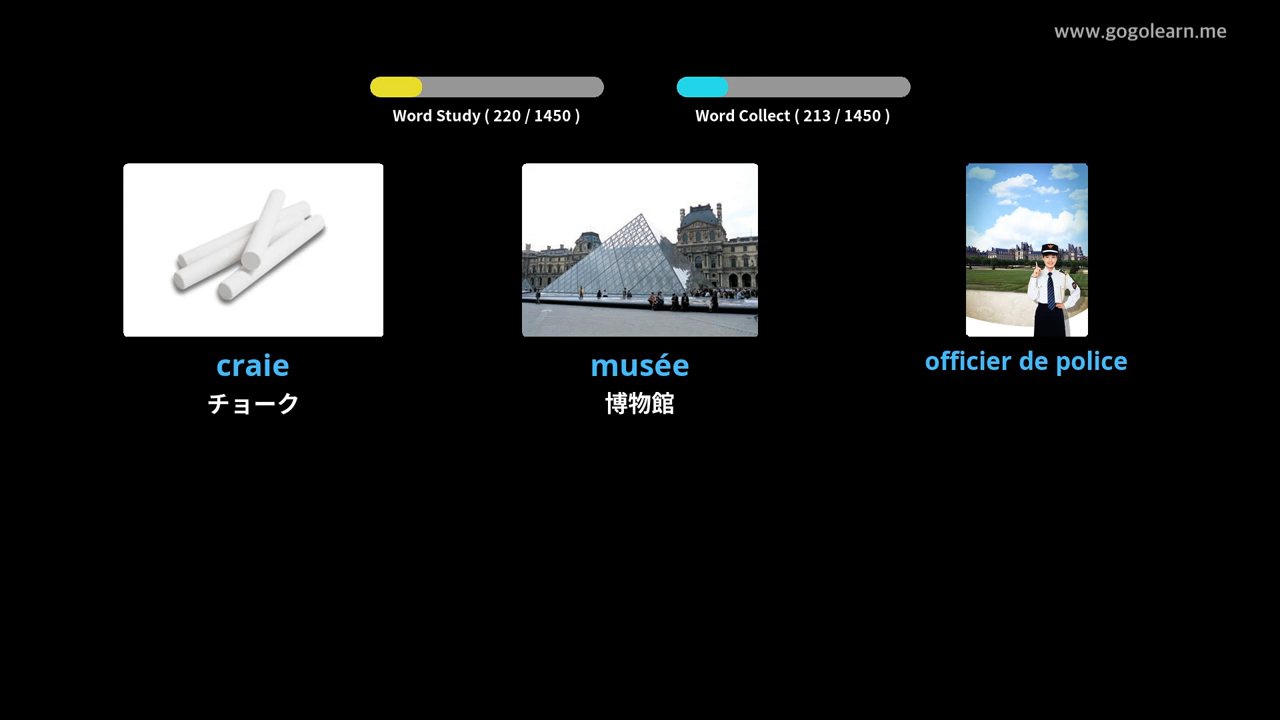 www.gogolearn.me
Word Study ( 220 / 1450 )
Word Collect ( 213 / 1450 )
craie
チョーク
musée
博物館
officier de police